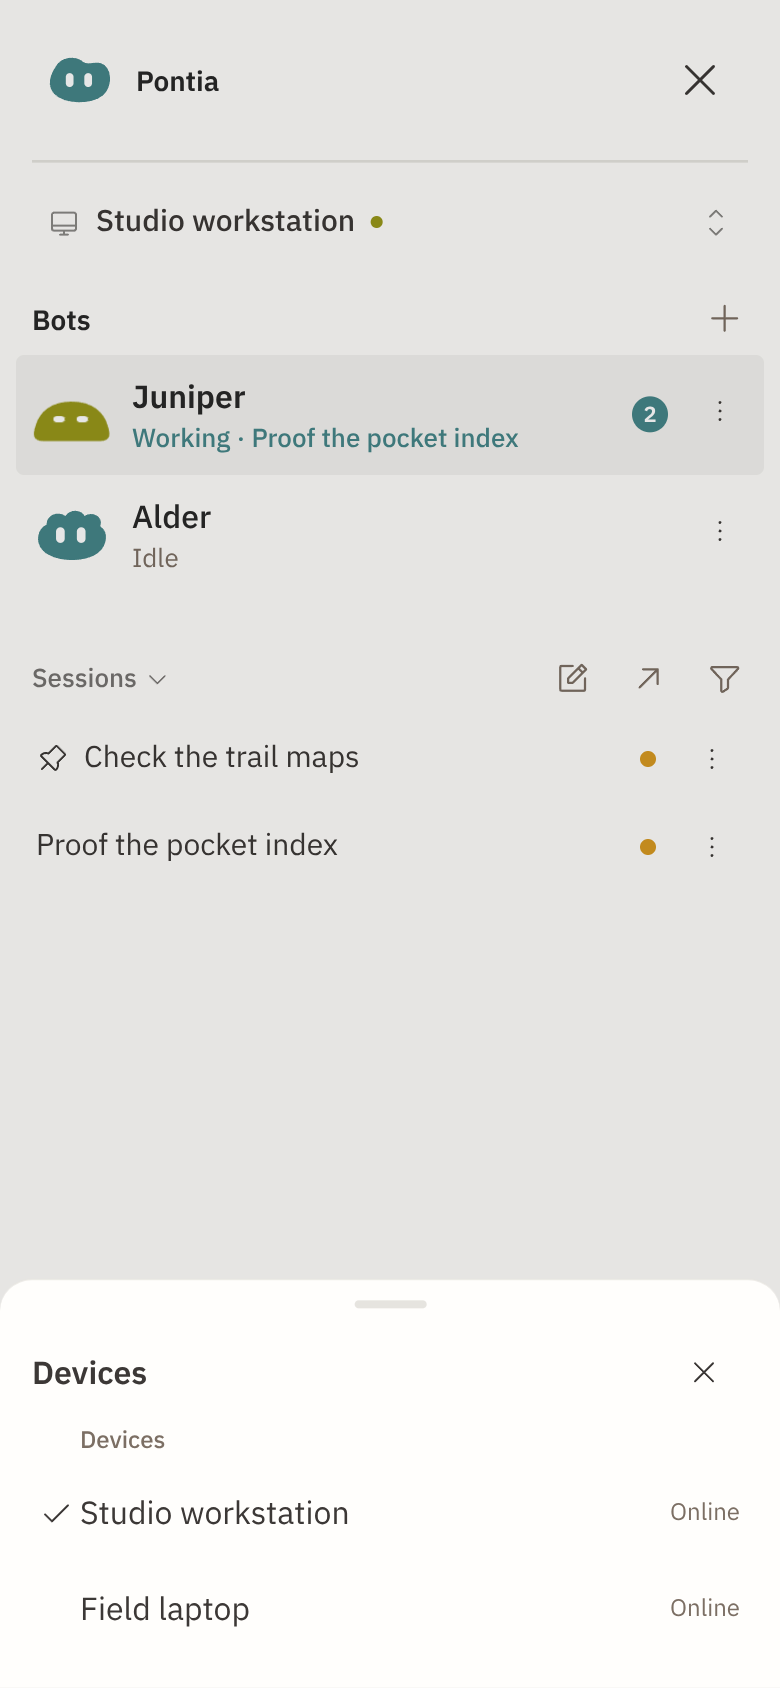 Pontia
Studio workstation
Bots
Juniper
Working · Proof the pocket index
2
Alder
Idle
Sessions
Check the trail maps
Proof the pocket index
Devices
Devices
Studio workstation
Online
Field laptop
Online